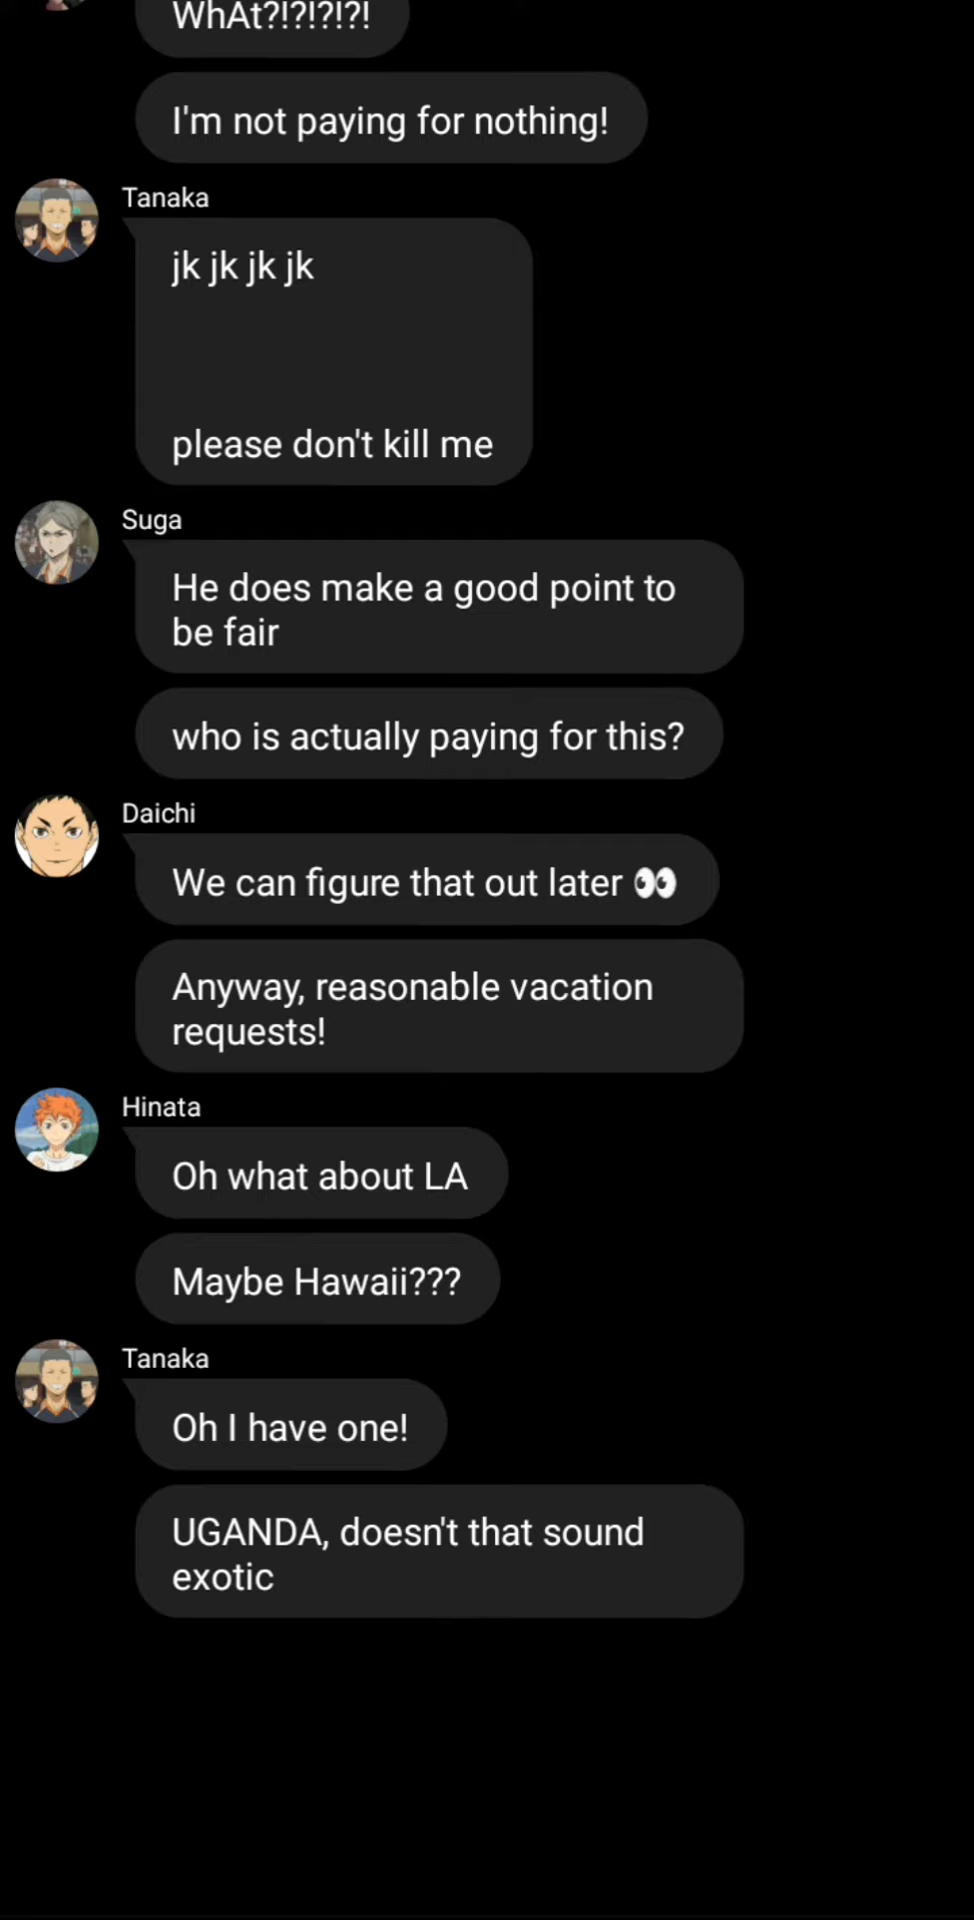 WhAt?!?!?!?!
I'm not paying for nothing!
Tanaka
jk jk jk jk
please don't kill me
Suga
He does make a good point to
be fair
who is actually paying for this?
Daichi
We can figure that out later 👀
Anyway, reasonable vacation
requests!
Hinata
Oh what about LA
Maybe Hawaii???
Tanaka
Oh I have one!
UGANDA, doesn't that sound
exotic